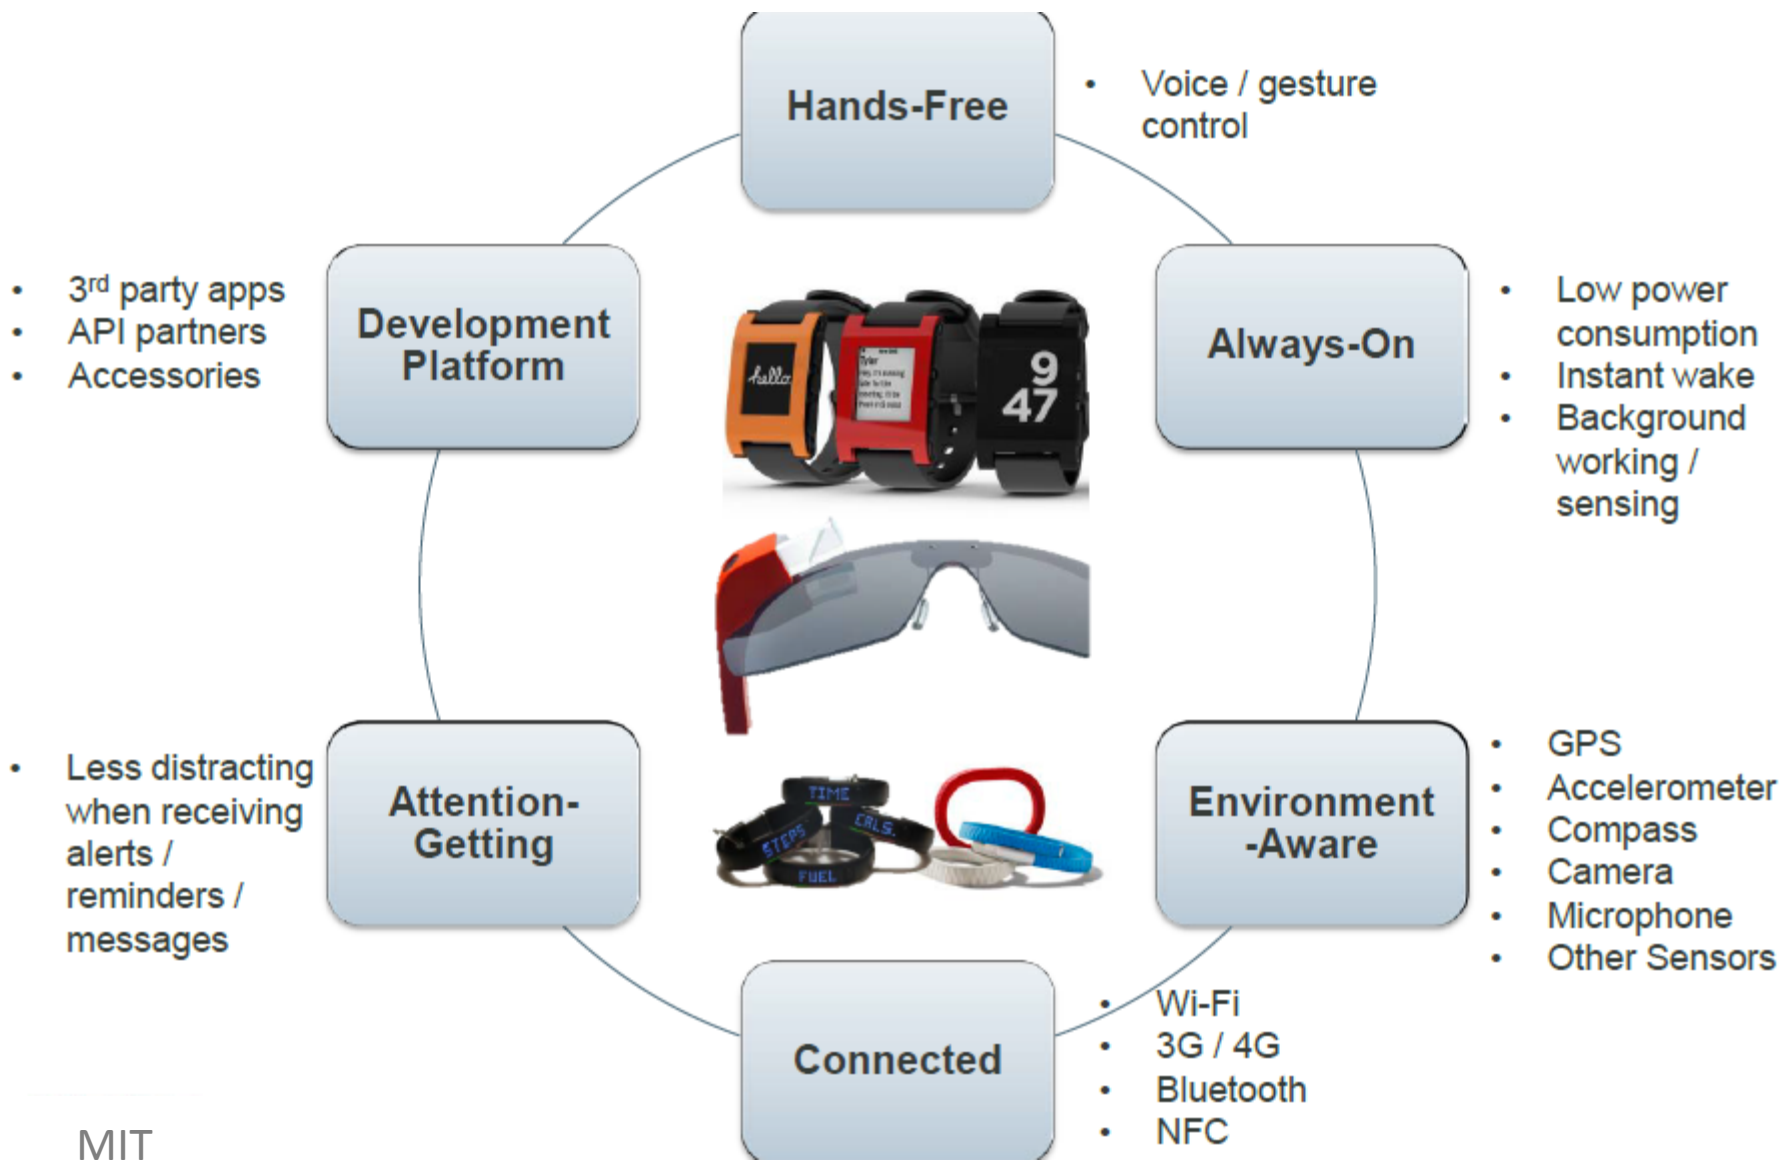 Hands-Free
• Voice / gesture
control
Development
Platform
• 3rd party apps
• API partners
• Accessories
Always-On
• Low power
consumption
• Instant wake
• Background
working /
sensing
hello
Tyler
9
47
Attention-
Getting
• Less distracting
when receiving
alerts /
reminders /
messages
TIME
STEPS
CALS.
FUEL
Environment
-Aware
• GPS
• Accelerometer
• Compass
• Camera
• Microphone
• Other Sensors
Connected
• Wi-Fi
• 3G / 4G
• Bluetooth
• NFC
MIT